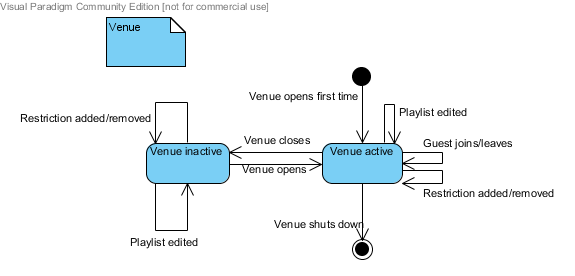 Visual Paradigm Community Edition [not for commercial use]
Venue
Venue opens first time
Playlist edited
Restriction added/removed
Venue closes
Guest joins/leaves
Venue inactive
Venue active
Venue opens
Restriction added/removed
Venue shuts down
Playlist edited